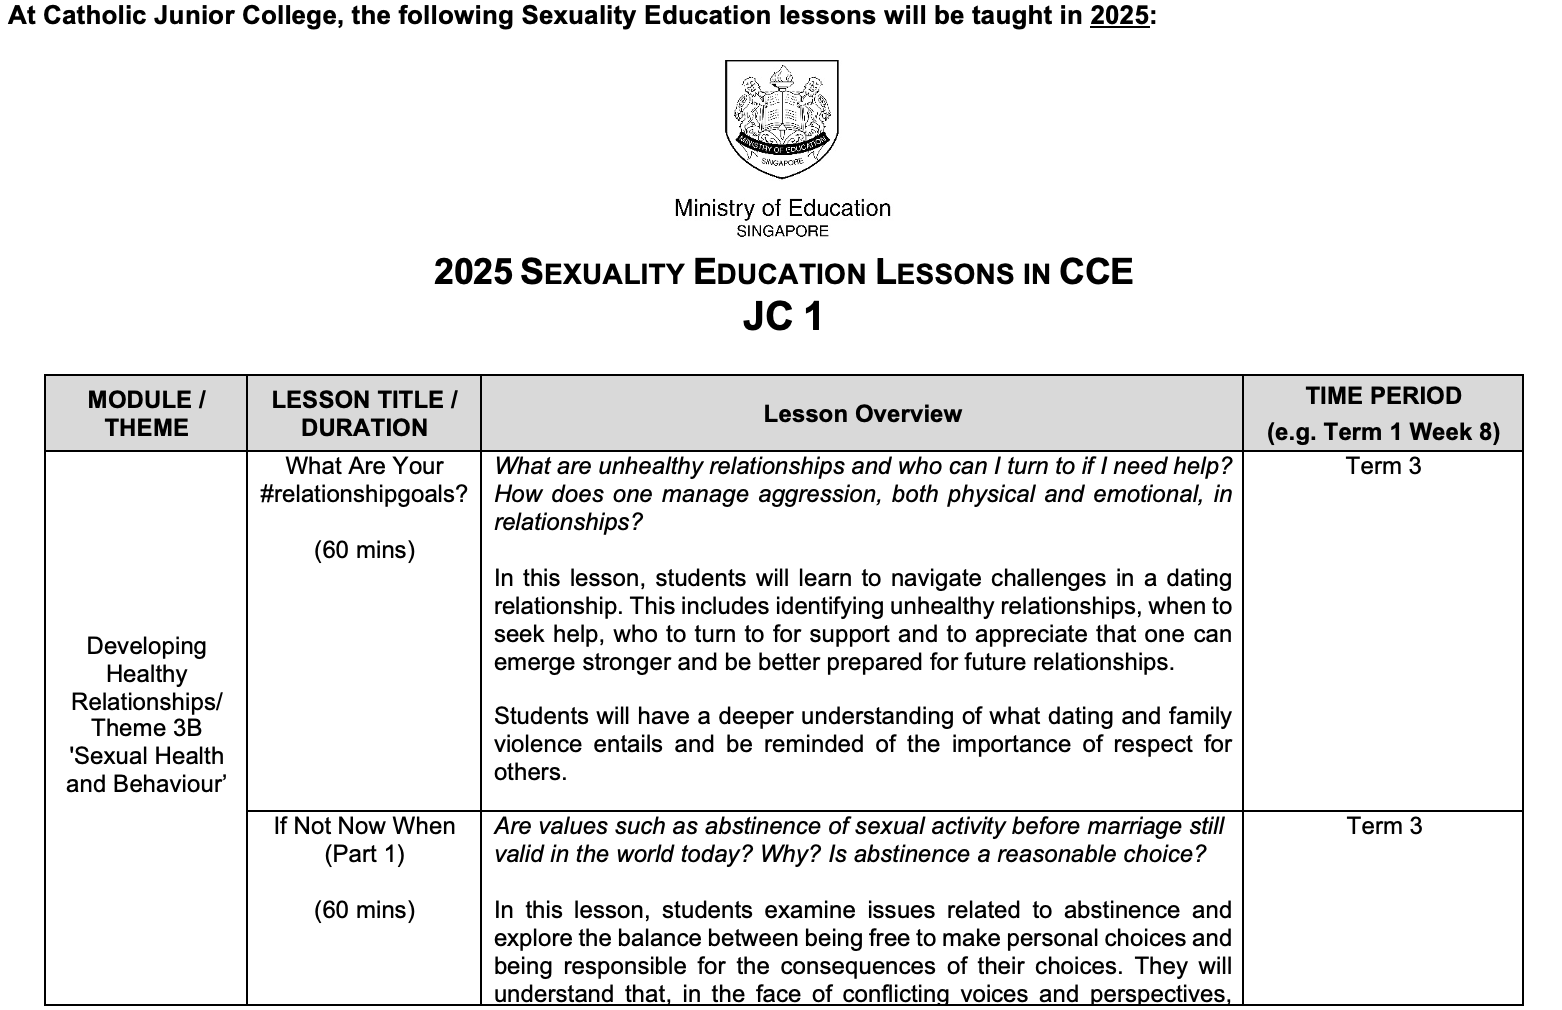 At Catholic Junior College, the following Sexuality Education lessons will be taught in 2025:
MINISTRY OF EDUCATION
SINGAPORE
Ministry of Education
SINGAPORE
2025 SEXUALITY EDUCATION LESSONS IN CCE
JC 1
MODULE /
THEME
LESSON TITLE /
DURATION
Lesson Overview
TIME PERIOD
(e.g. Term 1 Week 8)
Developing
Healthy
Relationships/
Theme 3B
'Sexual Health
and Behaviour’
What Are Your
#relationshipgoals?
(60 mins)
What are unhealthy relationships and who can I turn to if I need help?
How does one manage aggression, both physical and emotional, in
relationships?
In this lesson, students will learn to navigate challenges in a dating
relationship. This includes identifying unhealthy relationships, when to
seek help, who to turn to for support and to appreciate that one can
emerge stronger and be better prepared for future relationships.
Students will have a deeper understanding of what dating and family
violence entails and be reminded of the importance of respect for
others.
Term 3
If Not Now When
(Part 1)
(60 mins)
Are values such as abstinence of sexual activity before marriage still
valid in the world today? Why? Is abstinence a reasonable choice?
In this lesson, students examine issues related to abstinence and
explore the balance between being free to make personal choices and
being responsible for the consequences of their choices. They will
understand that, in the face of conflicting voices and perspectives,
Term 3